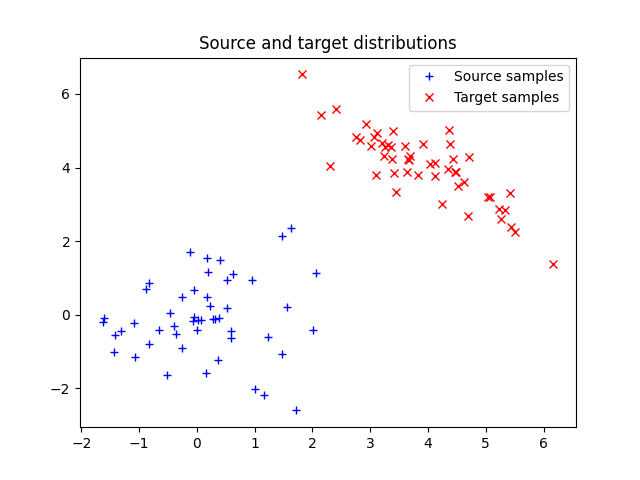 Source and target distributions
Source samples
Target samples
6
4
2
0
−2
−2 −1 0 1 2 3 4 5 6